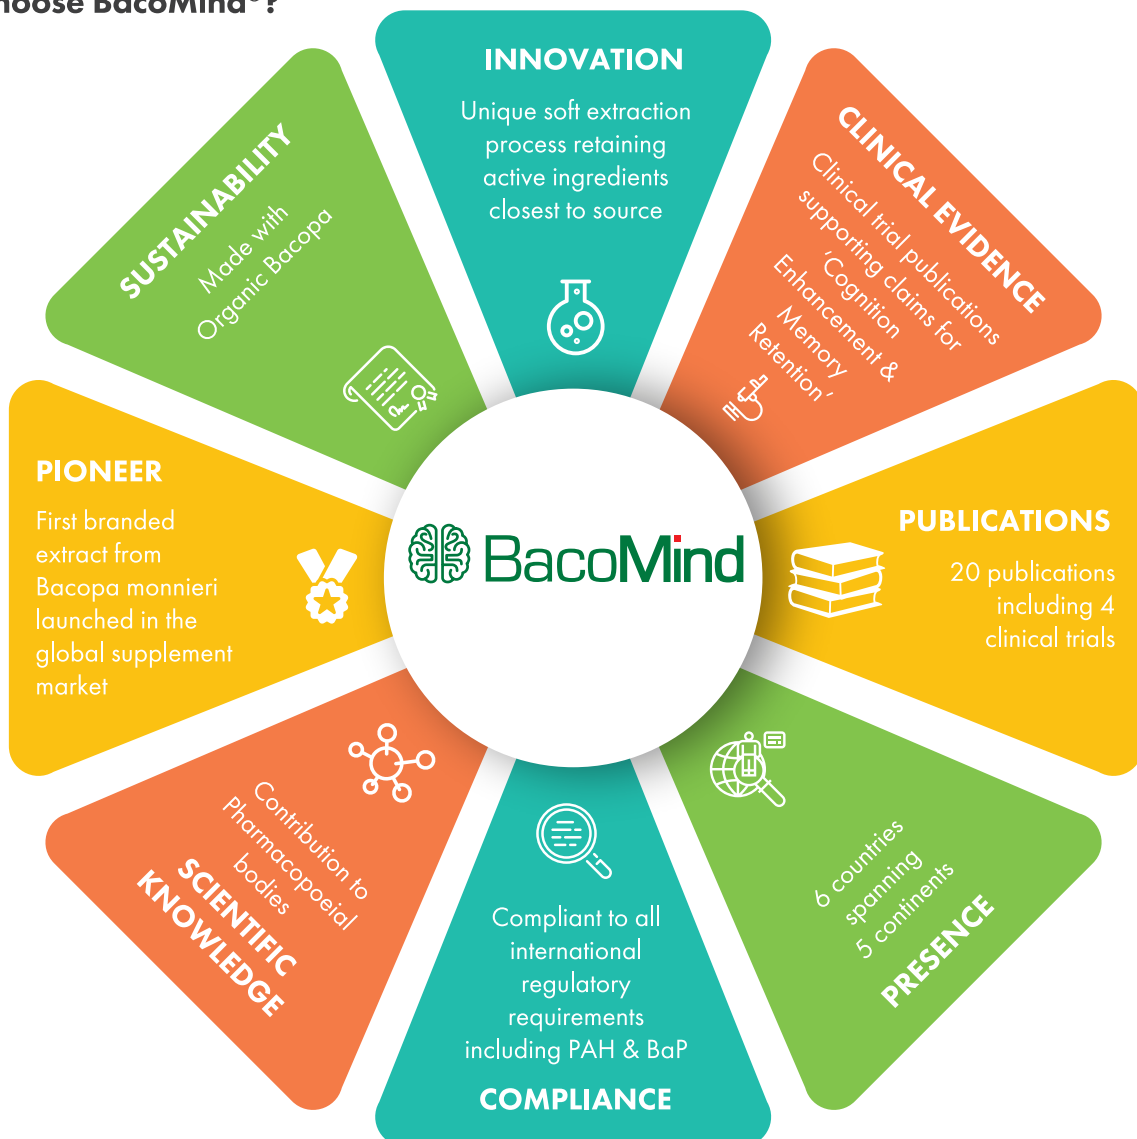 hoose BacoMind®?
INNOVATION
Unique soft extraction
process retaining
active ingredients
closest to source
CLINICAL EVIDENCE
Clinical trial publications
supporting claims for
‘Cognition
Enhancement &
Memory
Retention’
PUBLICATIONS
20 publications
including 4
clinical trials
6 countries
spanning
5 continents
PRESENCE
Compliant to all
international
regulatory
requirements
including PAH & BaP
COMPLIANCE
Contribution to
Pharmacopoeial
bodies
SCIENTIFIC
KNOWLEDGE
PIONEER
First branded
extract from
Bacopa monnieri
launched in the
global supplement
market
SUSTAINABILITY
Made with
Organic Bacopa
BacoMind